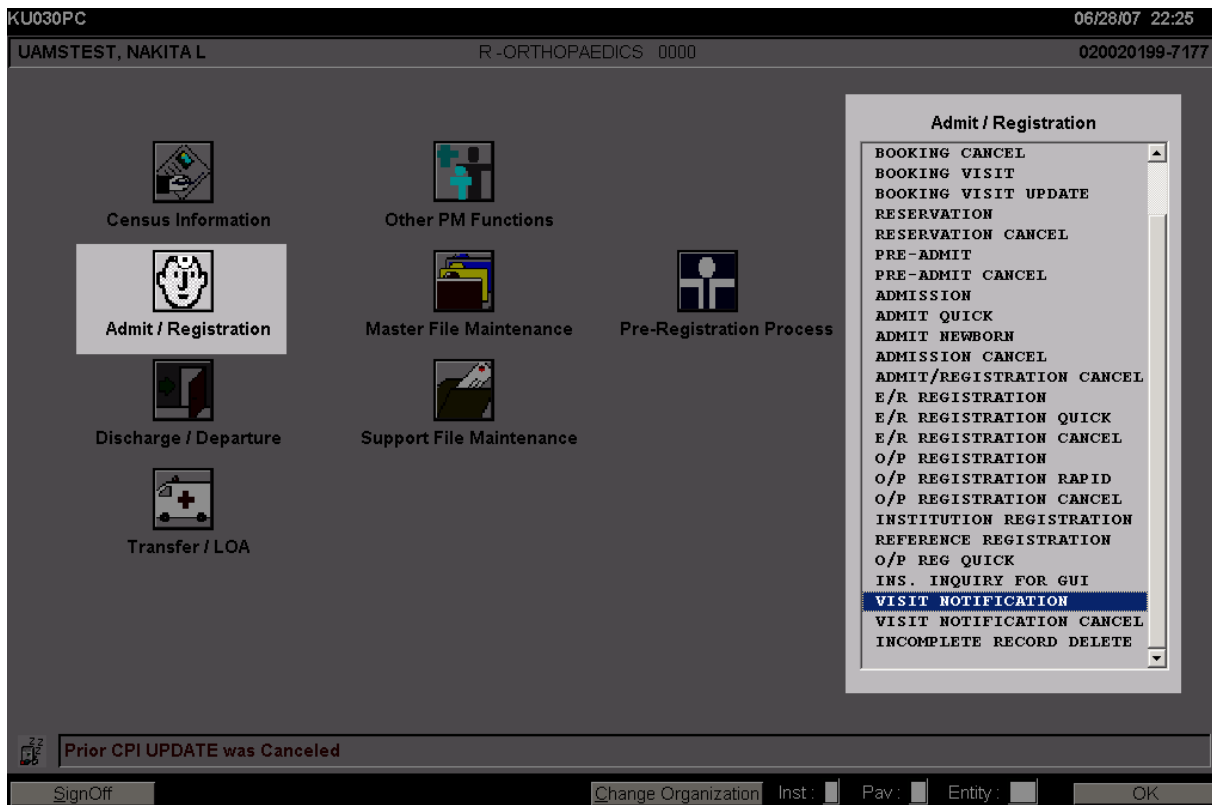 KU030PC 06/28/07 22:25
UAMSTEST, NAKITA L R-ORTHOPAEDICS 0000 020020199-7177
Census Information
Other PM Functions
Admit / Registration
Master File Maintenance
Pre-Registration Process
Discharge / Departure
Support File Maintenance
Transfer / LOA
Admit / Registration
BOOKING CANCEL
BOOKING VISIT
BOOKING VISIT UPDATE
RESERVATION
RESERVATION CANCEL
PRE-ADMIT
PRE-ADMIT CANCEL
ADMISSION
ADMIT QUICK
ADMIT NEWBORN
ADMISSION CANCEL
ADMIT/REGISTRATION CANCEL
E/R REGISTRATION
E/R REGISTRATION QUICK
E/R REGISTRATION CANCEL
O/P REGISTRATION
O/P REGISTRATION RAPID
O/P REGISTRATION CANCEL
INSTITUTION REGISTRATION
REFERENCE REGISTRATION
O/P REG QUICK
INS. INQUIRY FOR GUI
VISIT NOTIFICATION
VISIT NOTIFICATION CANCEL
INCOMPLETE RECORD DELETE
zZZ
Prior CPI UPDATE was Canceled
SignOff Change Organization Inst : Pav : Entity : OK